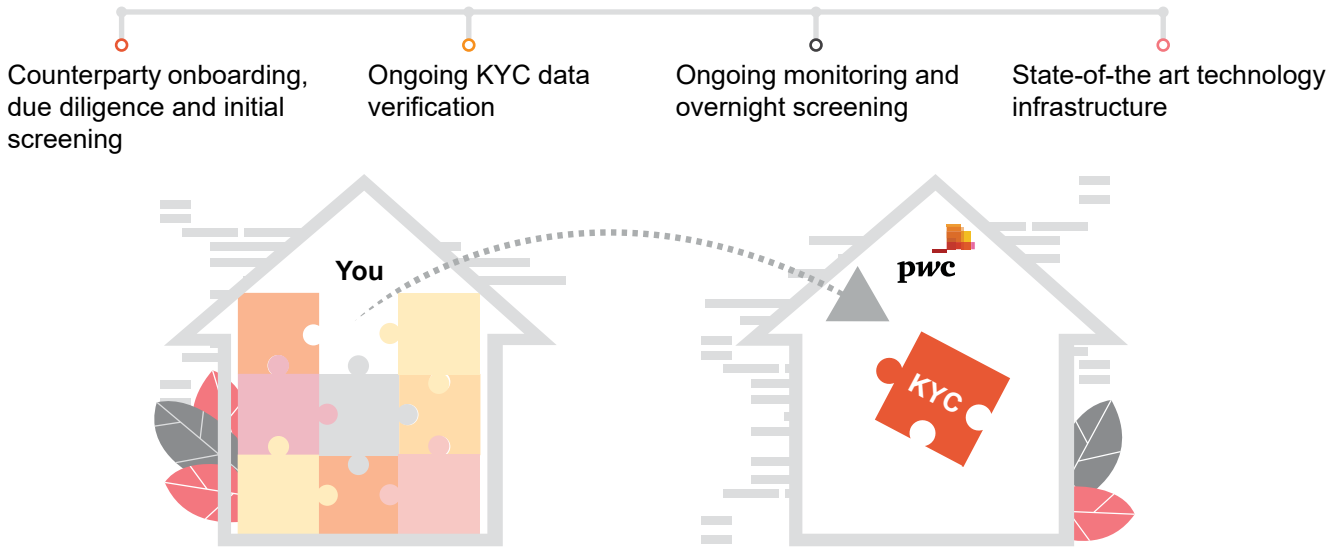 Counterparty onboarding,
due diligence and initial
screening
Ongoing KYC data
verification
Ongoing monitoring and
overnight screening
State-of-the art technology
infrastructure
You
pwc
KYC